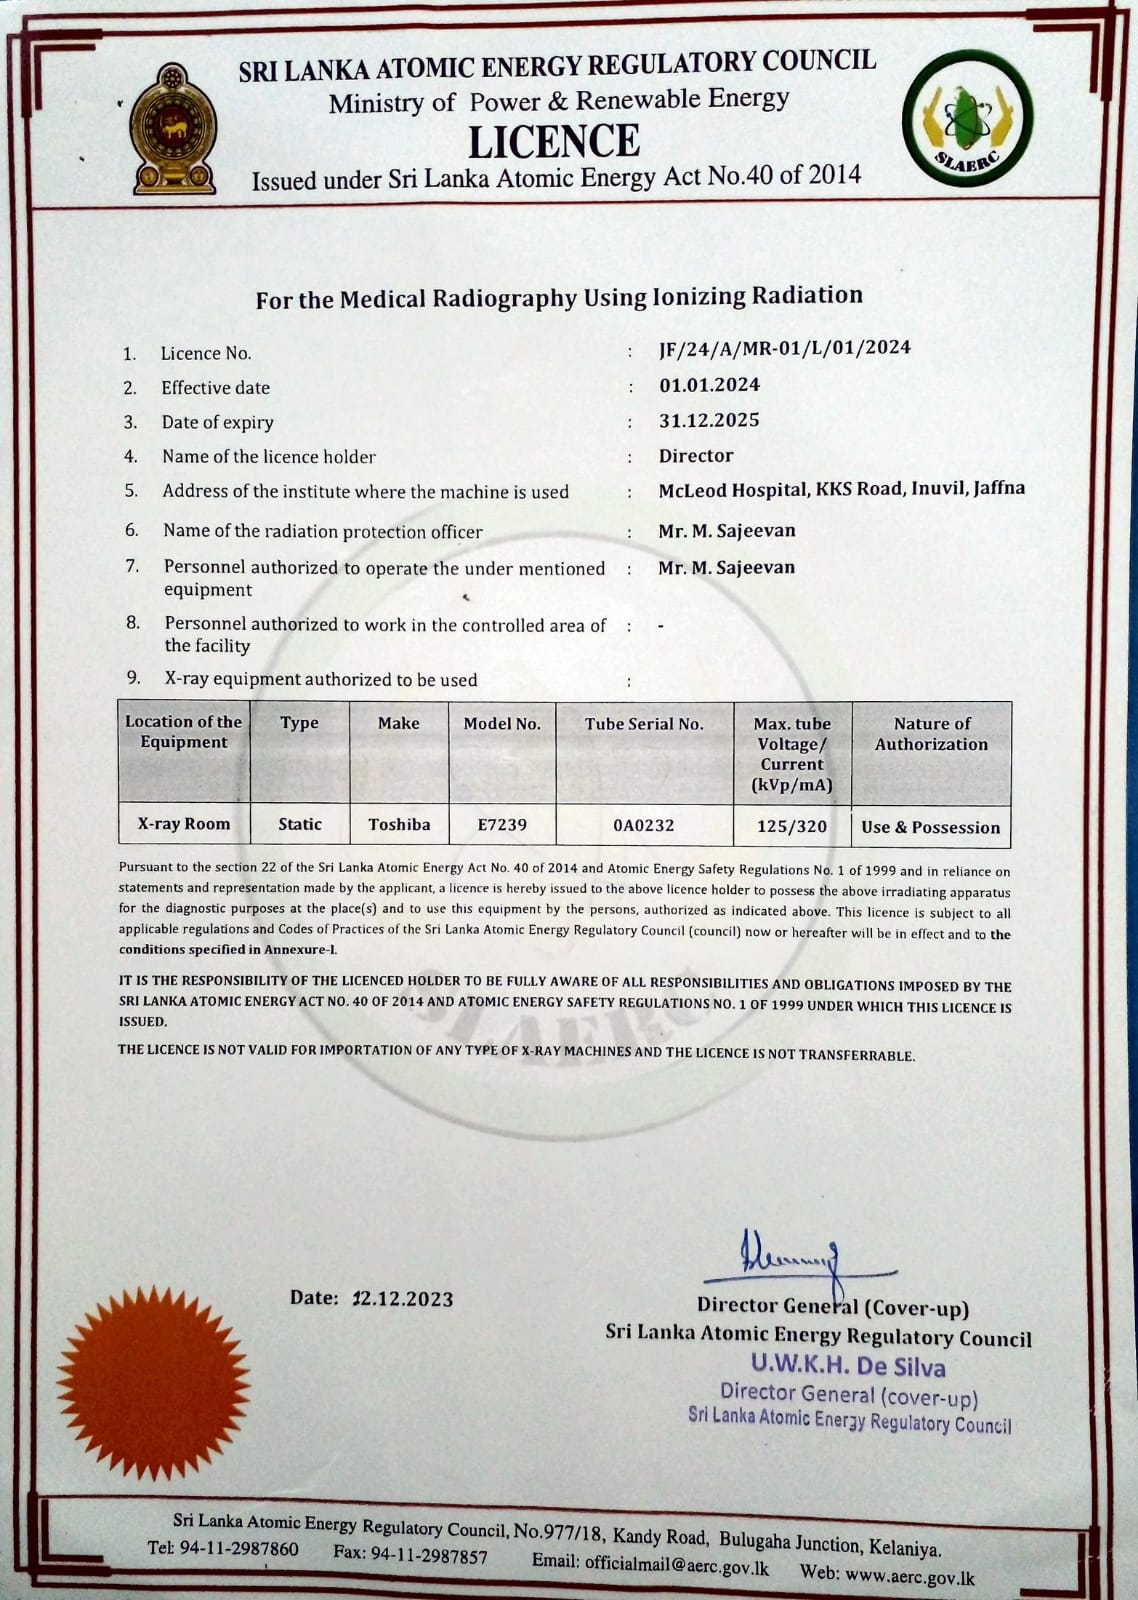 SRI LANKA ATOMIC ENERGY REGULATORY COUNCIL
Ministry of Power & Renewable Energy
LICENCE
Issued under Sri Lanka Atomic Energy Act No.40 of 2014
SLAERC
For the Medical Radiography Using Ionizing Radiation
1. Licence No. : JF/24/A/MR-01/L/01/2024
2. Effective date : 01.01.2024
3. Date of expiry : 31.12.2025
4. Name of the licence holder : Director
5. Address of the institute where the machine is used : McLeod Hospital, KKS Road, Inuvil, Jaffna
6. Name of the radiation protection officer : Mr. M. Sajeevan
7. Personnel authorized to operate the under mentioned : Mr. M. Sajeevan
equipment
8. Personnel authorized to work in the controlled area of : -
the facility
9. X-ray equipment authorized to be used :
Location of the Type Make Model No. Tube Serial No. Max. tube Nature of
Equipment Voltage/ Authorization
Current
(kVp/mA)
X-ray Room Static Toshiba E7239 0A0232 125/320 Use & Possession
Pursuant to the section 22 of the Sri Lanka Atomic Energy Act No. 40 of 2014 and Atomic Energy Safety Regulations No. 1 of 1999 and in reliance on
statements and representation made by the applicant, a licence is hereby issued to the above licence holder to possess the above irradiating apparatus
for the diagnostic purposes at the place(s) and to use this equipment by the persons, authorized as indicated above. This licence is subject to all
applicable regulations and Codes of Practices of the Sri Lanka Atomic Energy Regulatory Council (council) now or hereafter will be in effect and to the
conditions specified in Annexure-I.
IT IS THE RESPONSIBILITY OF THE LICENCED HOLDER TO BE FULLY AWARE OF ALL RESPONSIBILITIES AND OBLIGATIONS IMPOSED BY THE
SRI LANKA ATOMIC ENERGY ACT NO. 40 OF 2014 AND ATOMIC ENERGY SAFETY REGULATIONS NO. 1 OF 1999 UNDER WHICH THIS LICENCE IS
ISSUED.
SLAERC
THE LICENCE IS NOT VALID FOR IMPORTATION OF ANY TYPE OF X-RAY MACHINES AND THE LICENCE IS NOT TRANSFERRABLE.
Date: 12.12.2023
Director General (Cover-up)
Sri Lanka Atomic Energy Regulatory Council
U.W.K.H. De Silva
Director General (cover-up)
Sri Lanka Atomic Energy Regulatory Council
Sri Lanka Atomic Energy Regulatory Council, No.977/18, Kandy Road, Bulugaha Junction, Kelaniya.
Tel: 94-11-2987860 Fax: 94-11-2987857 Email: officialmail@aerc.gov.lk Web: www.aerc.gov.lk